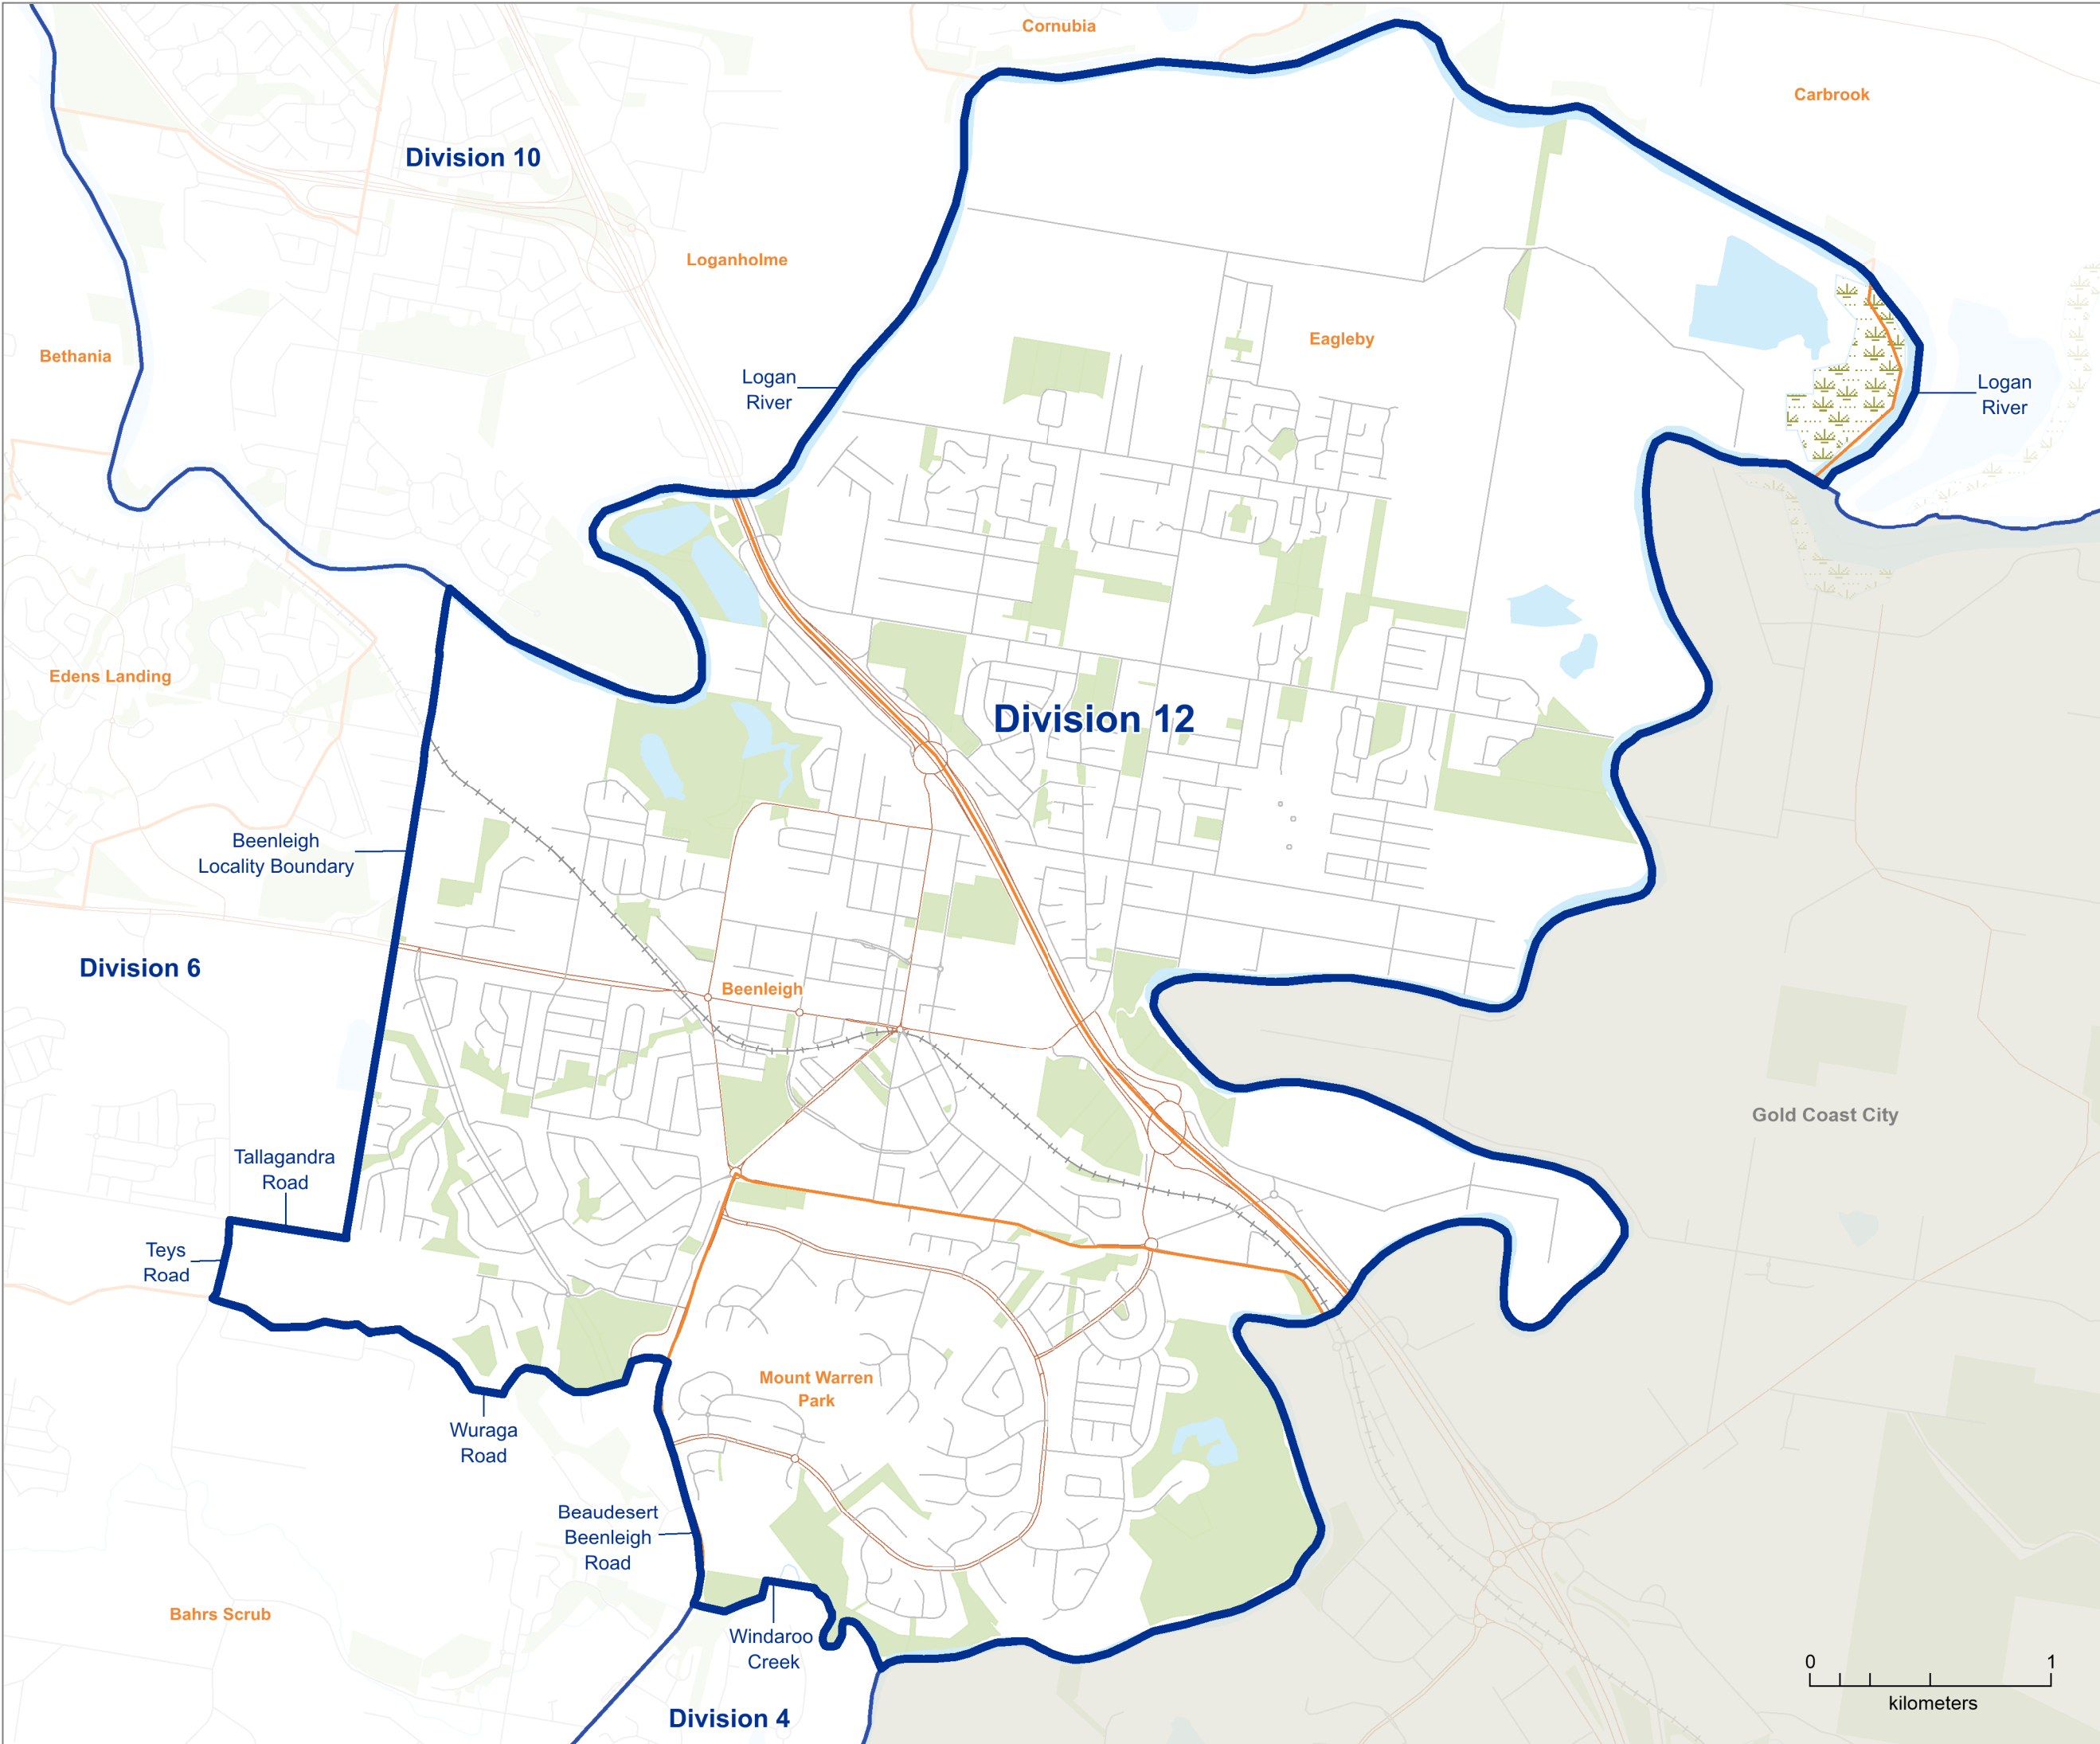 Cornubia
Carbrook
Division 10
Loganholme
Eagleby
Bethania
Logan
River
Logan
River
Edens Landing
Division 12
Beenleigh
Locality Boundary
Division 6
Beenleigh
Gold Coast City
Tallagandra
Road
Teys
Road
Mount Warren
Park
Wuraga
Road
Beaudesert
Beenleigh
Road
Bahrs Scrub
Windaroo
Creek
Division 4
0 1
kilometers